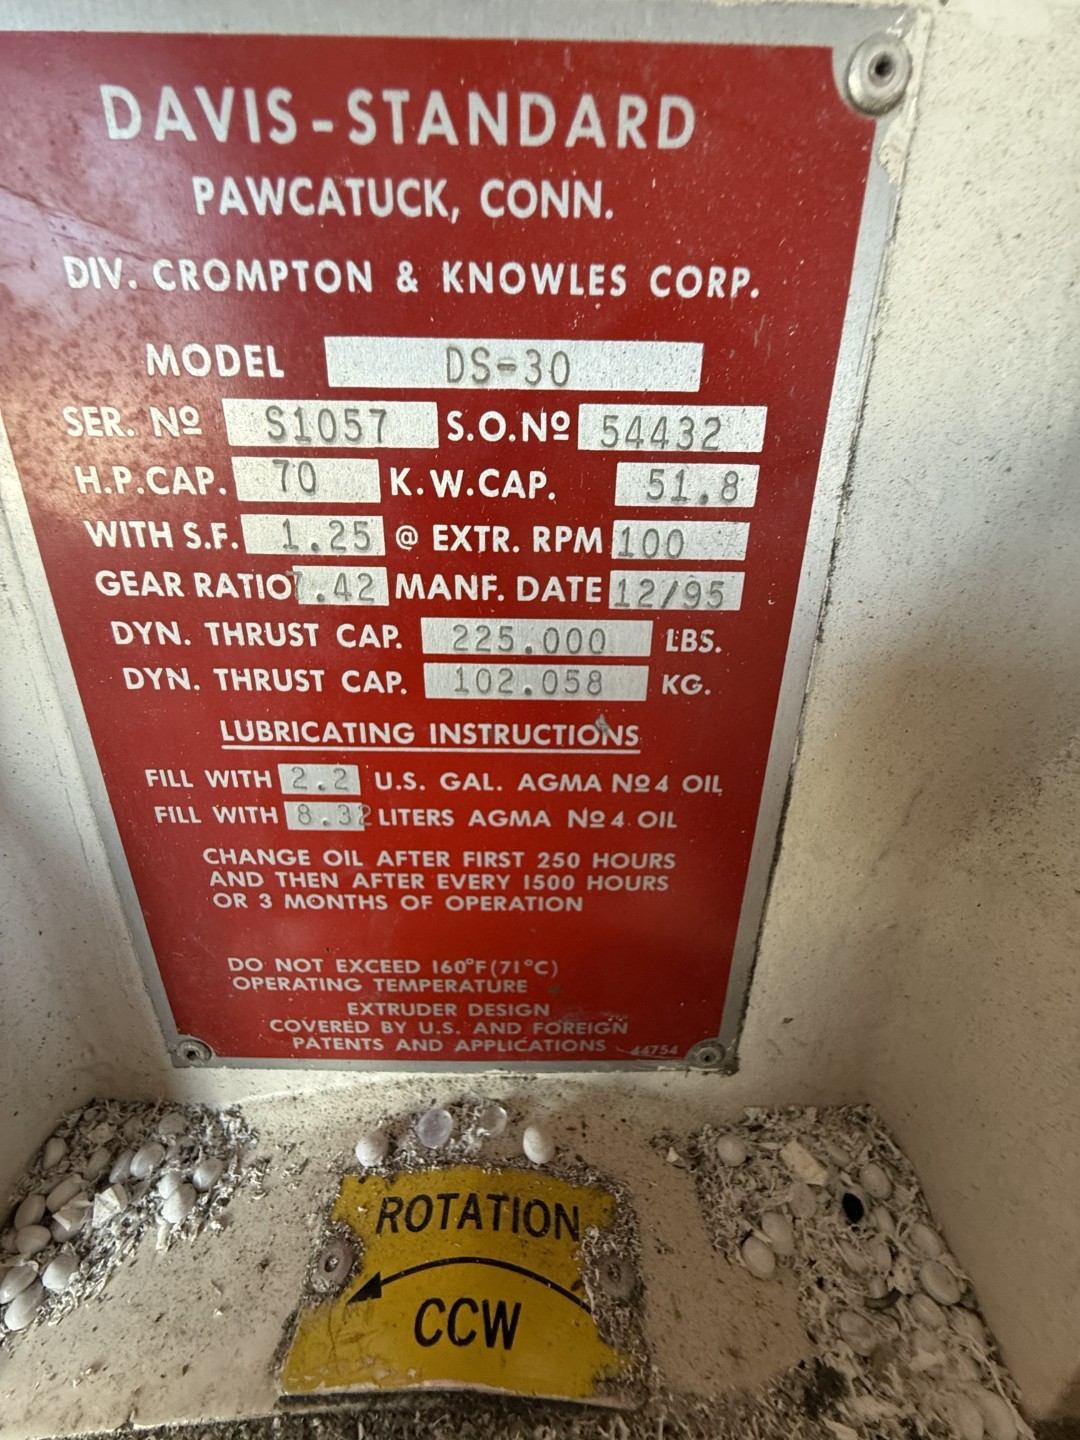 DAVIS-STANDARD
PAWCATUCK, CONN.
DIV. CROMPTON & KNOWLES CORP.
MODEL DS-30
SER. Nº S1057 S.O.Nº 54432
H.P.CAP. 70 K.W.CAP. 51.8
WITH S.F. 1.25 @ EXTR. RPM 100
GEAR RATIO 7.42 MANF. DATE 12/95
DYN. THRUST CAP. 225.000 LBS.
DYN. THRUST CAP. 102.058 KG.
LUBRICATING INSTRUCTIONS
FILL WITH 2.2 U.S. GAL. AGMA Nº4 OIL
FILL WITH 8.32 LITERS AGMA Nº4 OIL
CHANGE OIL AFTER FIRST 250 HOURS
AND THEN AFTER EVERY 1500 HOURS
OR 3 MONTHS OF OPERATION
DO NOT EXCEED 160°F(71°C)
OPERATING TEMPERATURE
EXTRUDER DESIGN
COVERED BY U.S. AND FOREIGN
PATENTS AND APPLICATIONS 44754
ROTATION
CCW